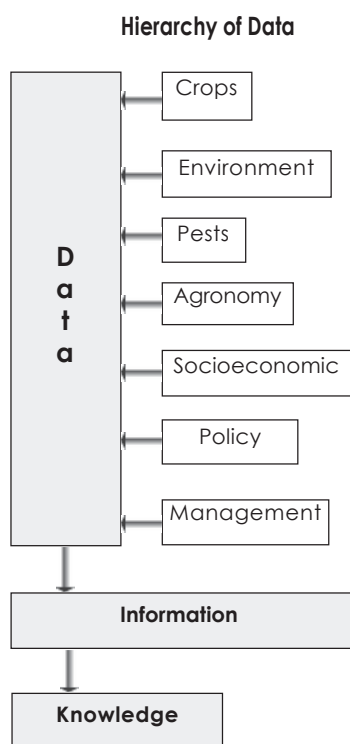 Hierarchy of Data
Crops
Environment
Pests
D
a
t
a
Agronomy
Socioeconomic
Policy
Management
Information
Knowledge